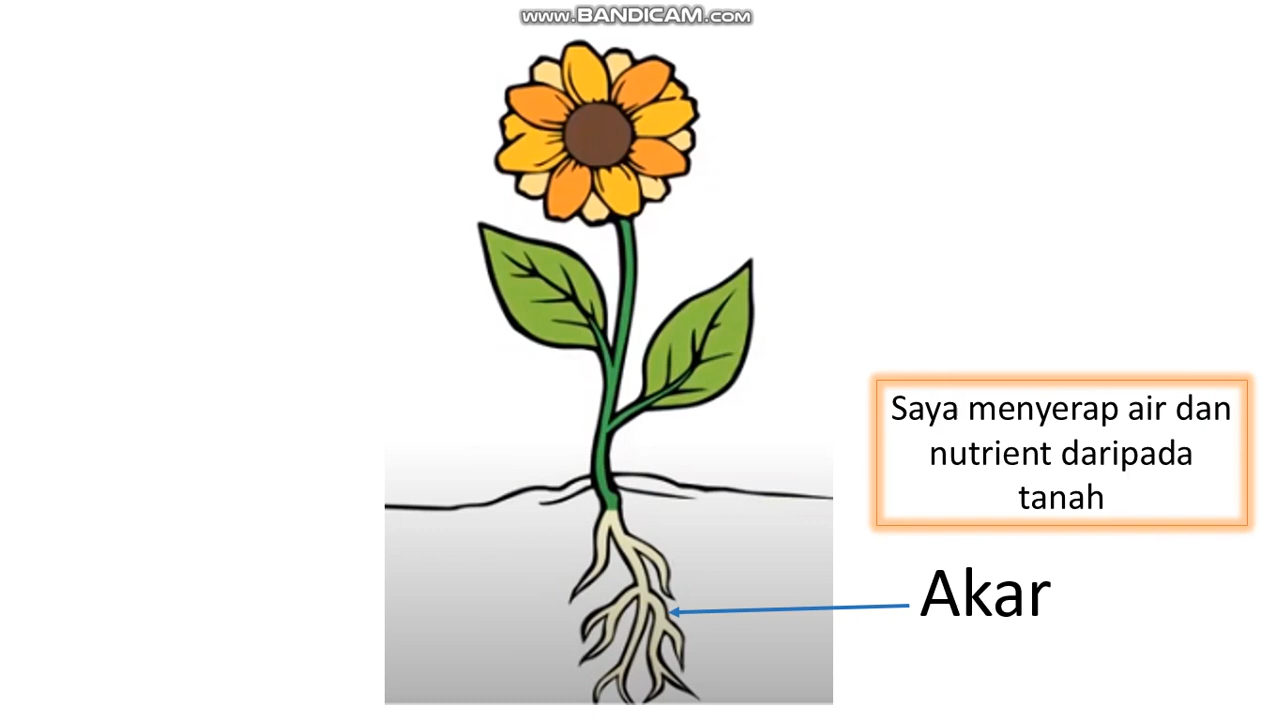 www.BANDICAM.com
Saya menyerap air dan
nutrient daripada
tanah
Akar